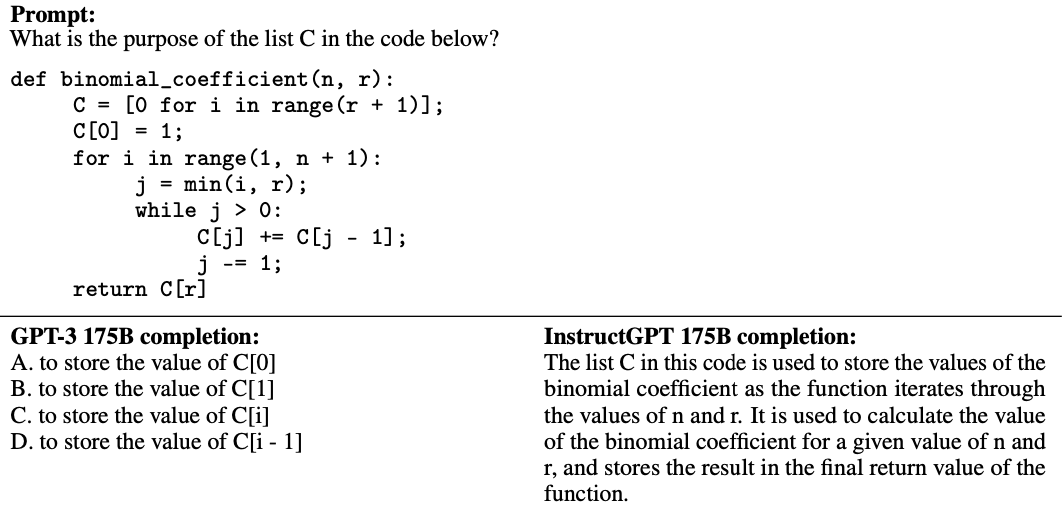 Prompt:
What is the purpose of the list C in the code below?
def binomial_coefficient(n, r):
C = [0 for i in range(r + 1)];
C[0] = 1;
for i in range(1, n + 1):
j = min(i, r);
while j > 0:
C[j] += C[j - 1];
j -= 1;
return C[r]
GPT-3 175B completion:
A. to store the value of C[0]
B. to store the value of C[1]
C. to store the value of C[i]
D. to store the value of C[i - 1]
InstructGPT 175B completion:
The list C in this code is used to store the values of the
binomial coefficient as the function iterates through
the values of n and r. It is used to calculate the value
of the binomial coefficient for a given value of n and
r, and stores the result in the final return value of the
function.